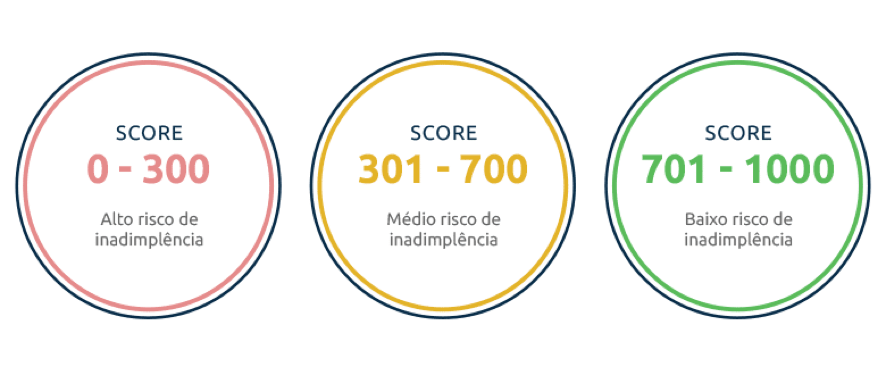 SCORE
0 - 300
Alto risco de
inadimplência
SCORE
301 - 700
Médio risco de
inadimplência
SCORE
701 - 1000
Baixo risco de
inadimplência